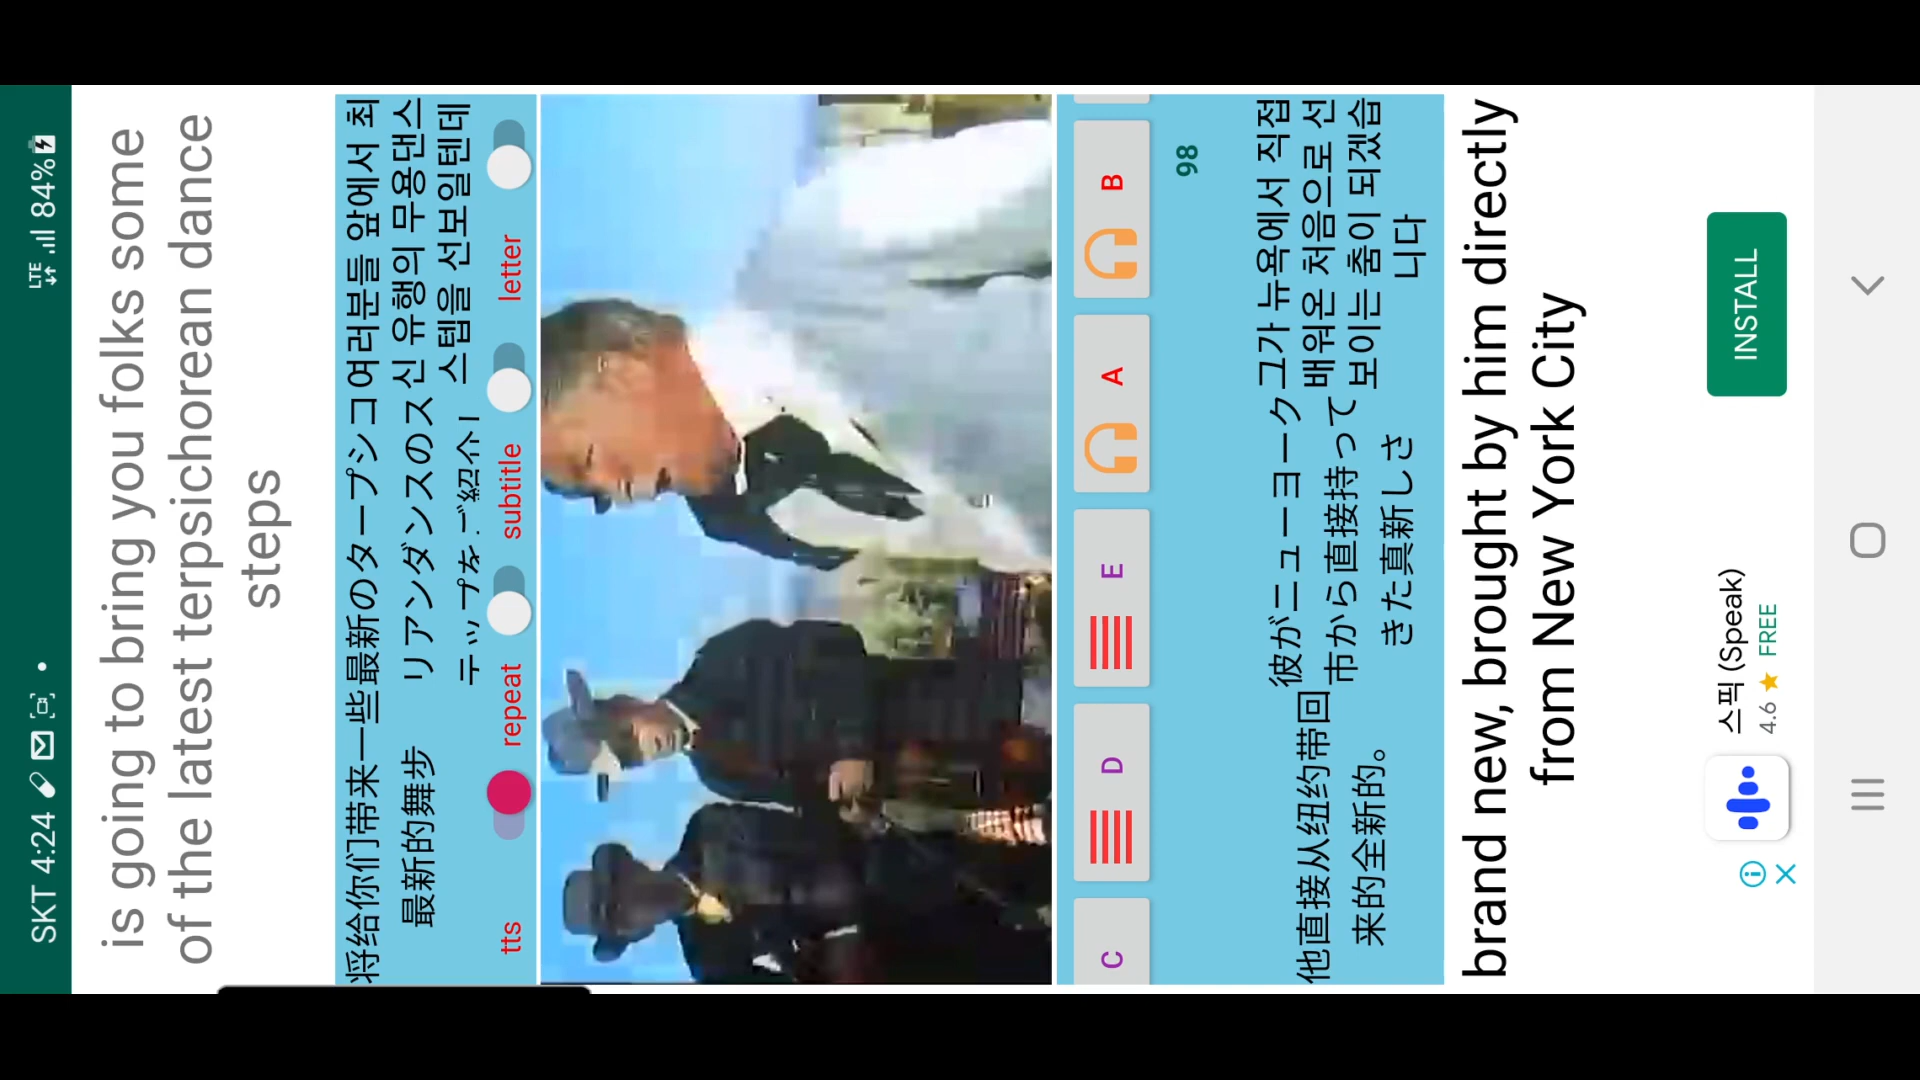 SKT 4:24
LTE 84%
is going to bring you folks some
of the latest terpsichorean dance
steps
将给你们带来一些最新的
最新的舞步
タープシコ
リアンダンスのス
テップを
여러분들 앞에서 최
신 유행의 무용댄스
스텝을 선보일텐데
tts
repeat
subtitle
letter
C
D
E
A
B
98
他直接从纽约带回
来的全新的。
彼がニューヨーク
市から直接持って
きた真新しさ
그가 뉴욕에서 직접
배워온 처음으로 선
보이는 춤이 되겠습
니다
brand new, brought by him directly
from New York City
스픽 (Speak)
4.6 ★ FREE
INSTALL